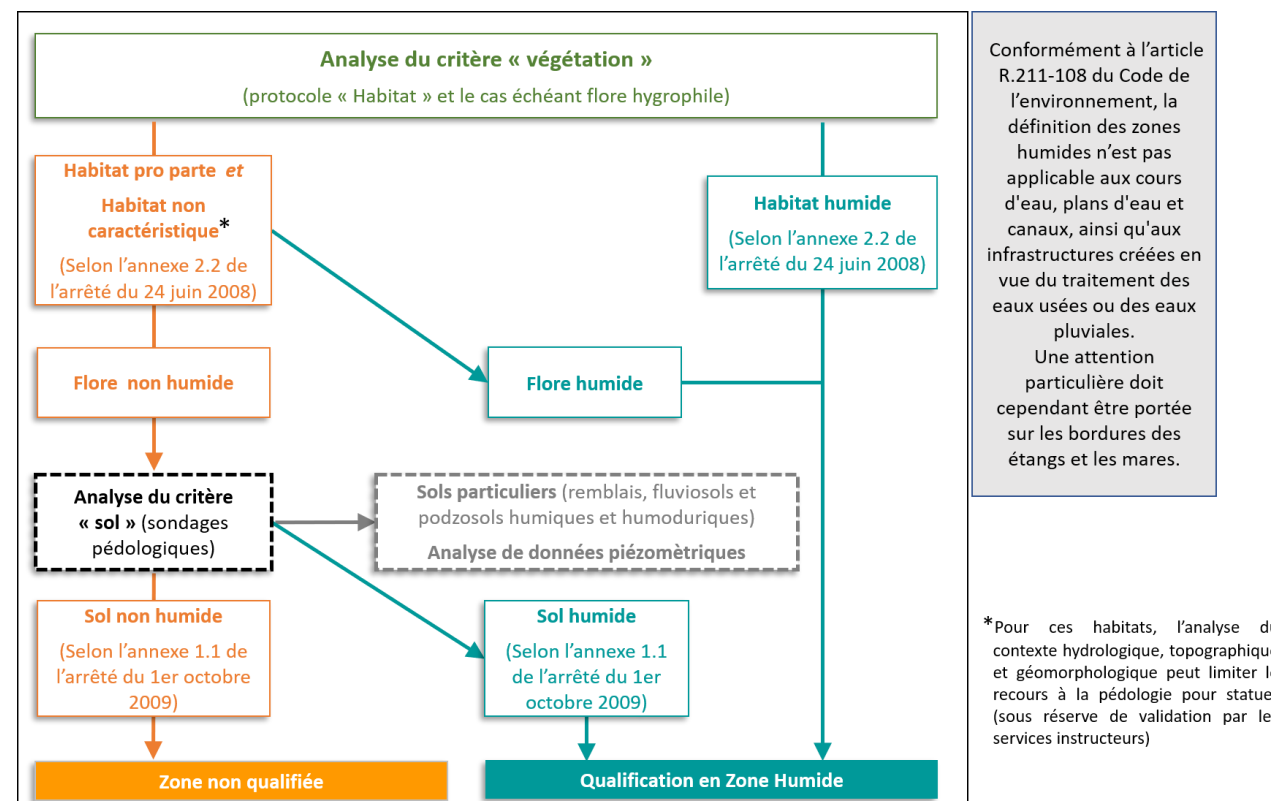 Analyse du critère « végétation »
(protocole « Habitat » et le cas échéant flore hygrophile)
Habitat pro parte et
Habitat non
caractéristique*
(Selon l’annexe 2.2 de
l’arrêté du 24 juin 2008)
Habitat humide
(Selon l’annexe 2.2 de
l’arrêté du 24 juin 2008)
Flore non humide
Flore humide
Analyse du critère
« sol » (sondages
pédologiques)
Sols particuliers (remblais, fluviosols et
podzosols humiques et humoduriques)
Analyse de données piézomètriques
Sol non humide
(Selon l’annexe 1.1 de
l’arrêté du 1er octobre
2009)
Sol humide
(Selon l’annexe 1.1
de l’arrêté du 1er
octobre 2009)
Zone non qualifiée
Qualification en Zone Humide
Conformément à l’article
R.211-108 du Code de
l’environnement, la
définition des zones
humides n’est pas
applicable aux cours
d'eau, plans d'eau et
canaux, ainsi qu'aux
infrastructures créées en
vue du traitement des
eaux usées ou des eaux
pluviales.
Une attention
particulière doit
cependant être portée
sur les bordures des
étangs et les mares.
*Pour ces habitats, l’analyse
contexte hydrologique, topographique
et géomorphologique peut limiter
recours à la pédologie pour
(sous réserve de validation par
services instructeurs)